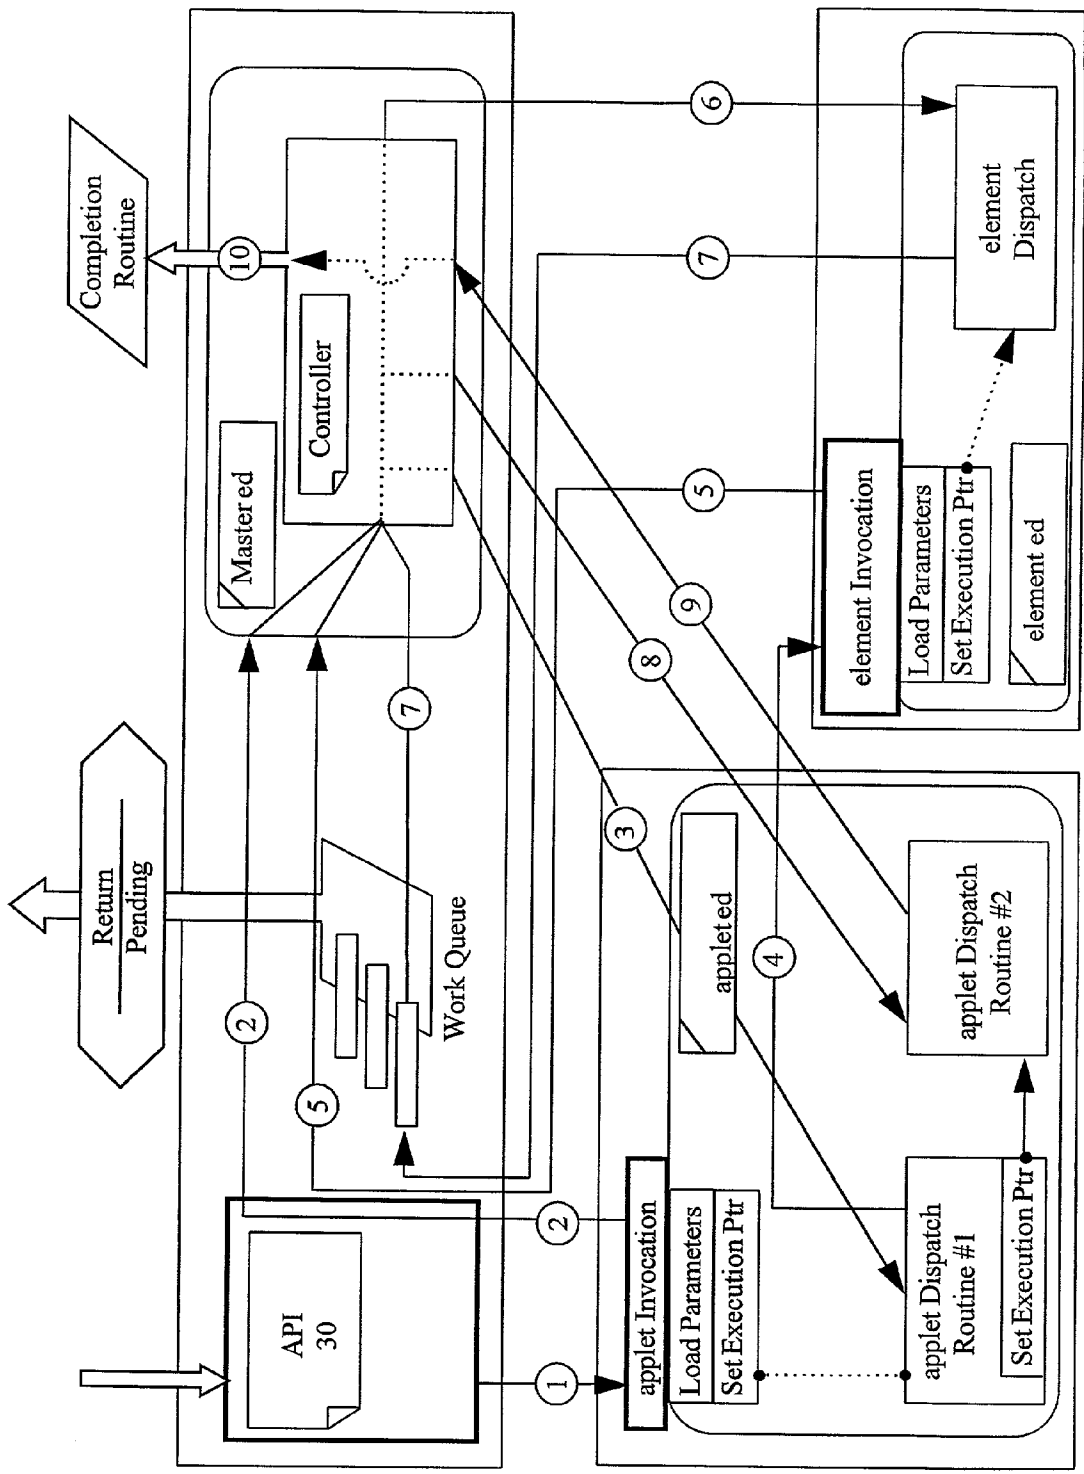 Return
Pending
Completion
Routine
API
30
2
5
Work Queue
7
Master ed
Controller
10
1
2
3
8
9
5
7
6
applet Invocation
Load Parameters
Set Execution Ptr
applet ed
4
applet Dispatch
Routine #1
Set Execution Ptr
applet Dispatch
Routine #2
element Invocation
Load Parameters
Set Execution Ptr
element ed
element
Dispatch